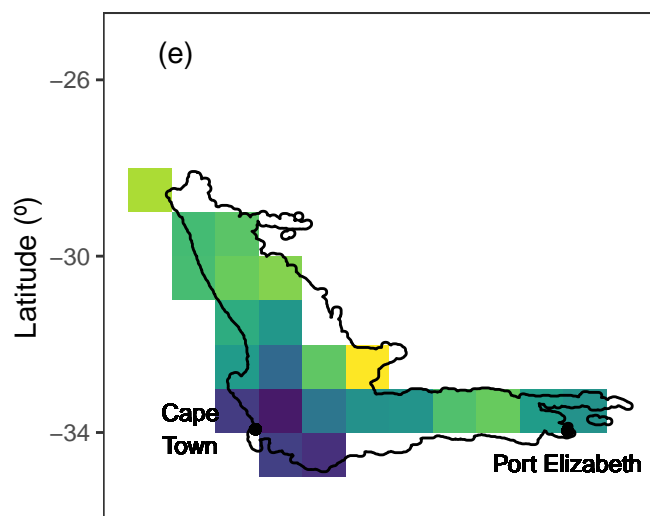 (e)
−26
−30
−34
Latitude (º)
Cape
Town
Port Elizabeth